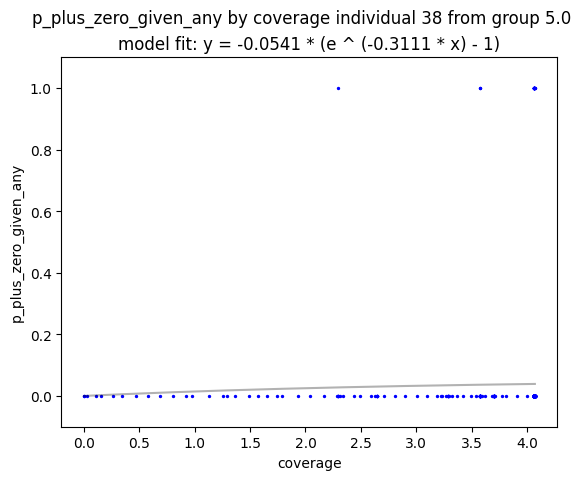 p_plus_zero_given_any by coverage individual 38 from group 5.0
model fit: y = -0.0541 * (e ^ (-0.3111 * x) - 1)
1.0
0.8
0.6
0.4
0.2
0.0
p_plus_zero_given_any
0.0 0.5 1.0 1.5 2.0 2.5 3.0 3.5 4.0
coverage